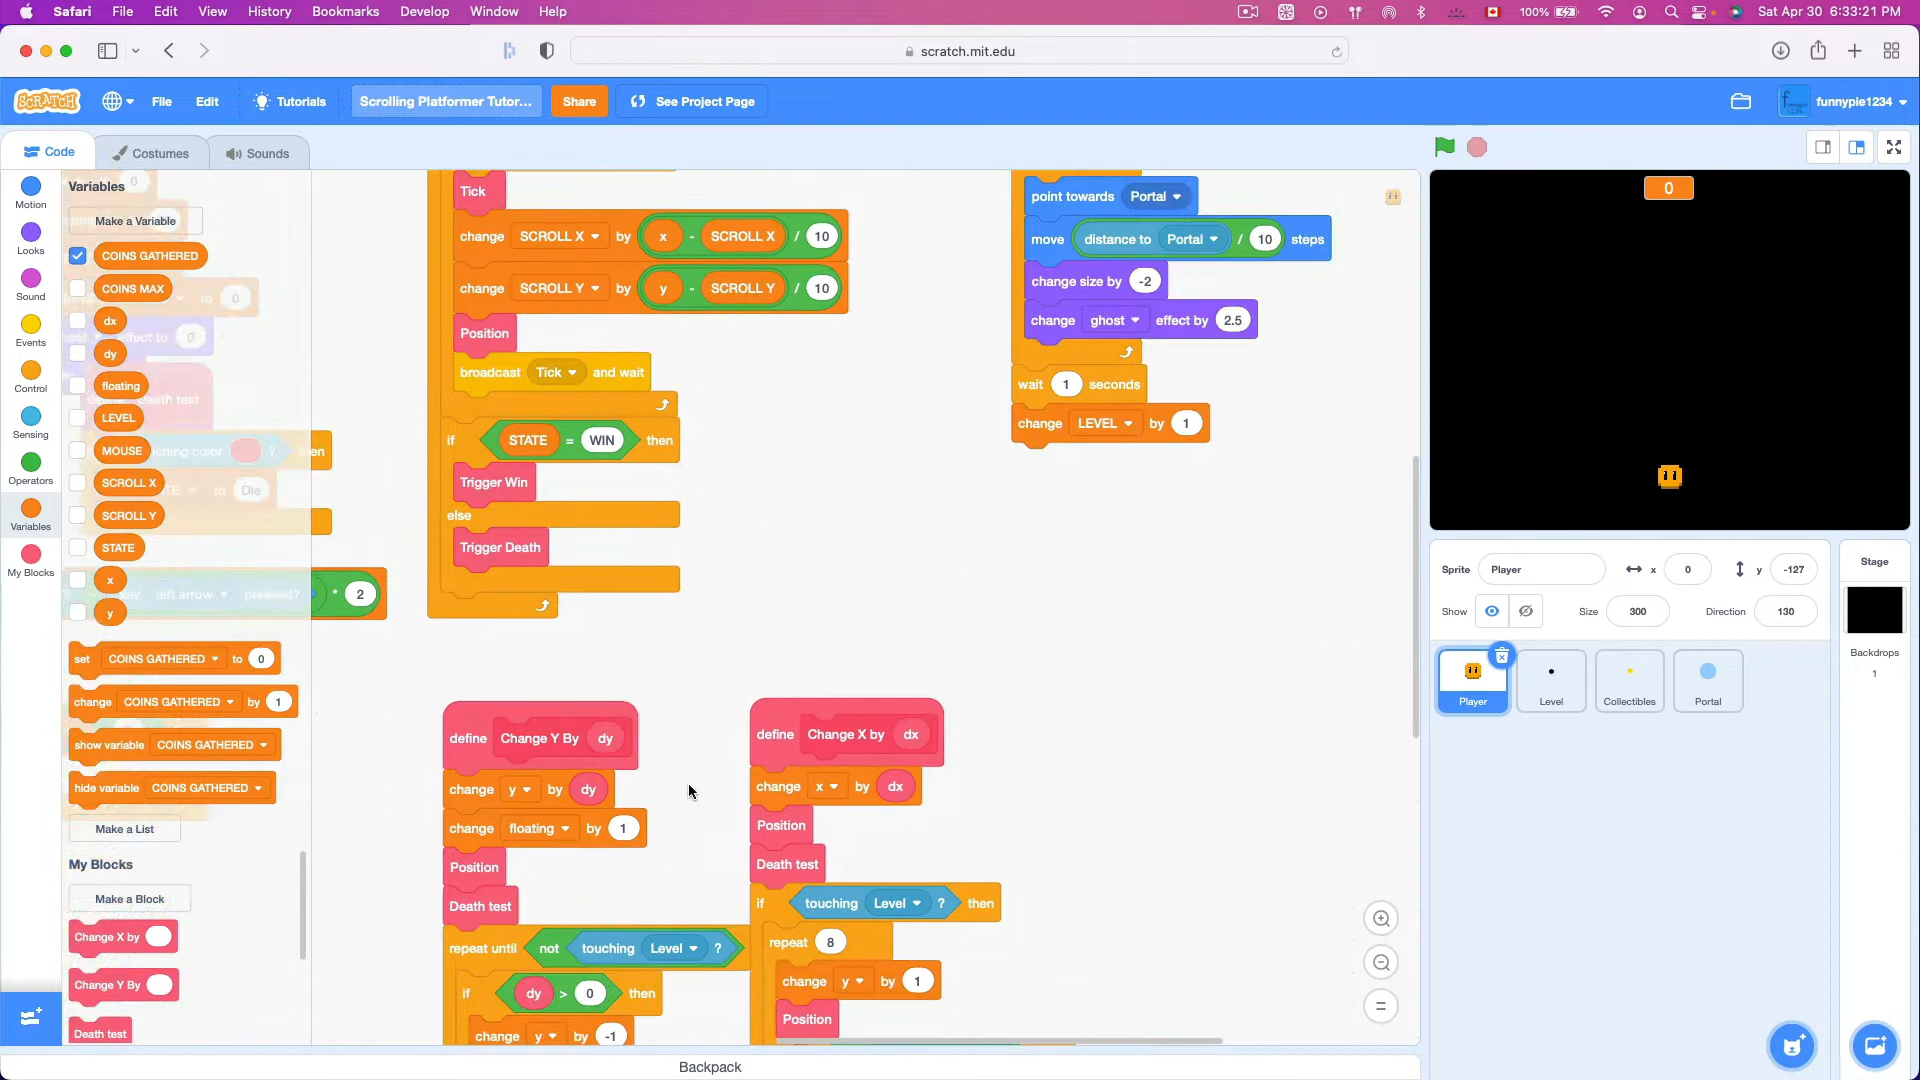 Safari File Edit View History Bookmarks Develop Window Help 100% Sat Apr 30 6:33:21 PM
scratch.mit.edu
SCRATCH File Edit Tutorials Scrolling Platformer Tutor... Share See Project Page funnypie1234
Code Costumes Sounds
Motion
Looks
Sound
Events
Control
Sensing
Operators
Variables
My Blocks
Variables
Make a Variable
COINS GATHERED
COINS MAX
dx
dy
floating
LEVEL
MOUSE
SCROLL X
SCROLL Y
STATE
x
y
set COINS GATHERED to 0
change COINS GATHERED by 1
show variable COINS GATHERED
hide variable COINS GATHERED
Make a List
My Blocks
Make a Block
Change X by
Change Y By
Death test
* 2
Tick
change SCROLL X by x - SCROLL X / 10
change SCROLL Y by y - SCROLL Y / 10
Position
broadcast Tick and wait
if STATE = WIN then
Trigger Win
else
Trigger Death
point towards Portal
move distance to Portal / 10 steps
change size by -2
change ghost effect by 2.5
wait 1 seconds
change LEVEL by 1
define Change Y By dy
change y by dy
change floating by 1
Position
Death test
repeat until not touching Level ?
if dy > 0 then
change y by -1
define Change X by dx
change x by dx
Position
Death test
if touching Level ? then
repeat 8
change y by 1
Position
0
Sprite Player x 0 y -127
Show Size 300 Direction 130
Player
Level
Collectibles
Portal
Stage
Backdrops
1
Backpack